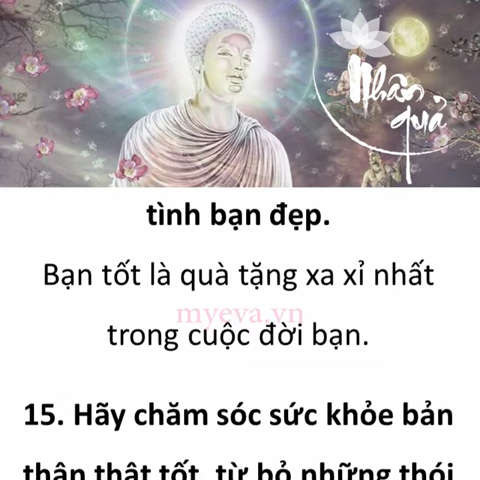 Nhân
quả
tình bạn đẹp.
Bạn tốt là quà tặng xa xỉ nhất
myeva.vn
trong cuộc đời bạn.
15. Hãy chăm sóc sức khỏe bản
thân thật tốt, từ bỏ những thói